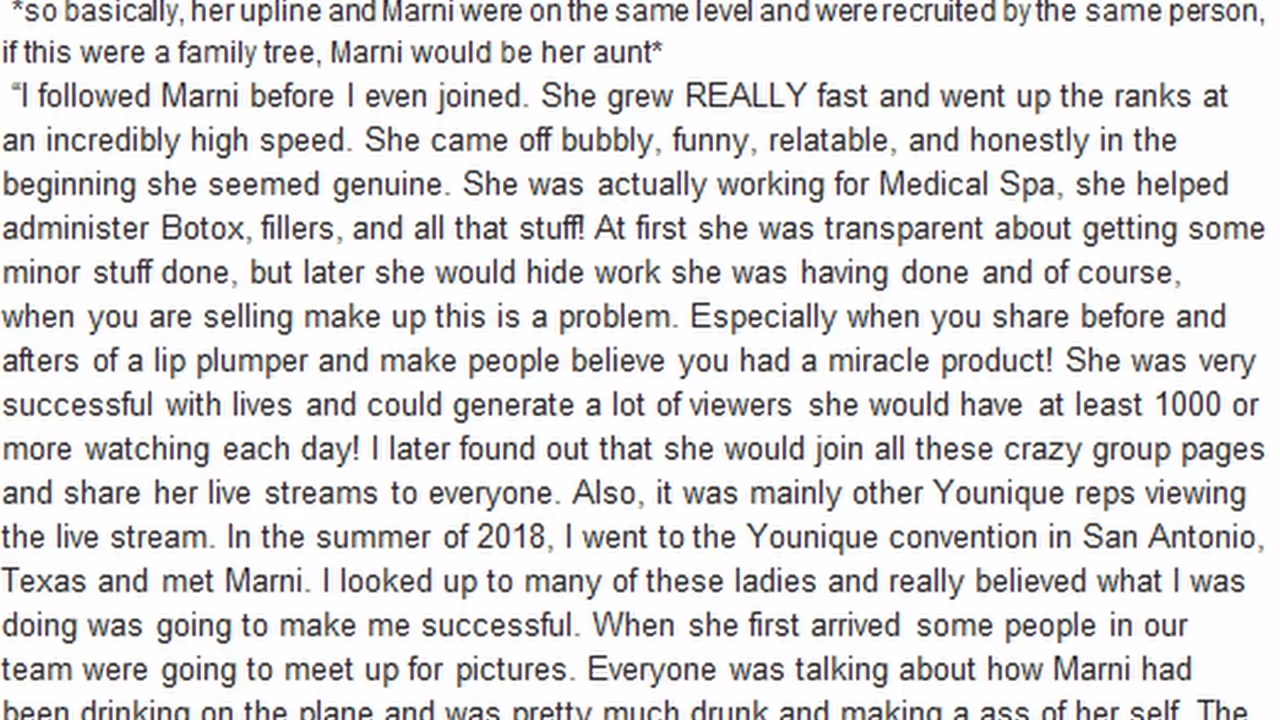 *so basically, her upline and Marni were on the same level and were recruited by the same person,
if this were a family tree, Marni would be her aunt*
“I followed Marni before I even joined. She grew REALLY fast and went up the ranks at
an incredibly high speed. She came off bubbly, funny, relatable, and honestly in the
beginning she seemed genuine. She was actually working for Medical Spa, she helped
administer Botox, fillers, and all that stuff! At first she was transparent about getting some
minor stuff done, but later she would hide work she was having done and of course,
when you are selling make up this is a problem. Especially when you share before and
afters of a lip plumper and make people believe you had a miracle product! She was very
successful with lives and could generate a lot of viewers she would have at least 1000 or
more watching each day! I later found out that she would join all these crazy group pages
and share her live streams to everyone. Also, it was mainly other Younique reps viewing
the live stream. In the summer of 2018, I went to the Younique convention in San Antonio,
Texas and met Marni. I looked up to many of these ladies and really believed what I was
doing was going to make me successful. When she first arrived some people in our
team were going to meet up for pictures. Everyone was talking about how Marni had
been drinking on the plane and was pretty much drunk and making a ass of her self. The